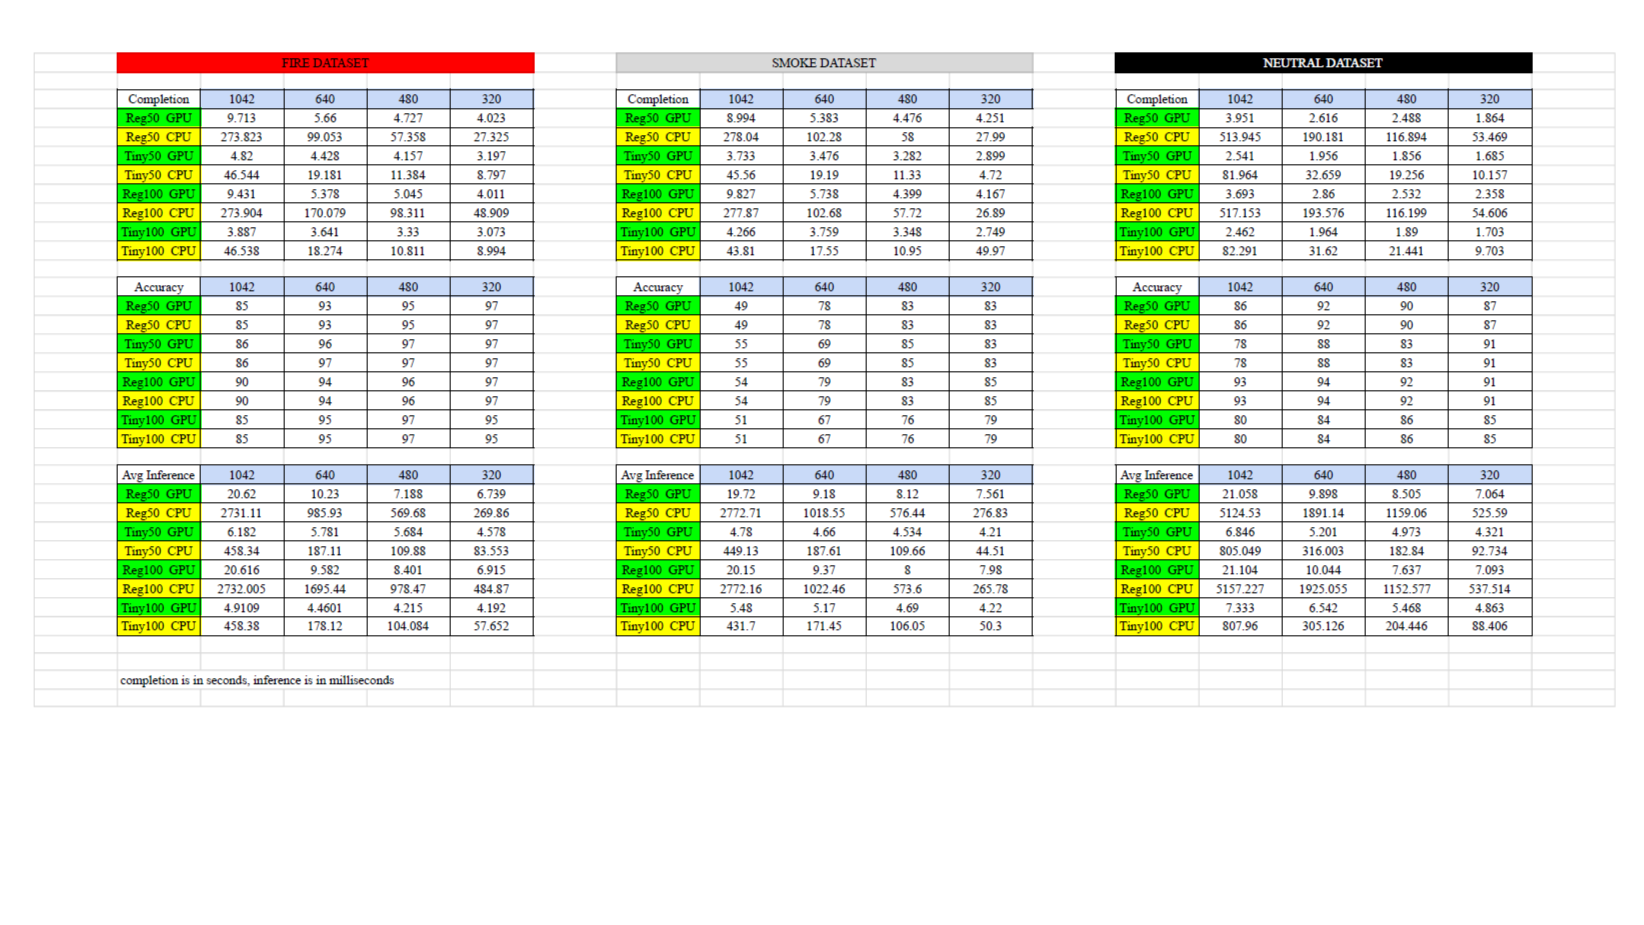 FIRE DATASET SMOKE DATASET NEUTRAL DATASET
Completion 1042 640 480 320 Completion 1042 640 480 320 Completion 1042 640 480 320
Reg50 GPU 9.713 5.66 4.727 4.023 Reg50 GPU 8.994 5.383 4.476 4.251 Reg50 GPU 3.951 2.616 2.488 1.864
Reg50 CPU 273.823 99.053 57.358 27.325 Reg50 CPU 278.04 102.28 58 27.99 Reg50 CPU 513.945 190.181 116.894 53.469
Tiny50 GPU 4.82 4.428 4.157 3.197 Tiny50 GPU 3.733 3.476 3.282 2.899 Tiny50 GPU 2.541 1.956 1.856 1.685
Tiny50 CPU 46.544 19.181 11.384 8.797 Tiny50 CPU 45.56 19.19 11.33 4.72 Tiny50 CPU 81.964 32.659 19.256 10.157
Reg100 GPU 9.431 5.378 5.045 4.011 Reg100 GPU 9.827 5.738 4.399 4.167 Reg100 GPU 3.693 2.86 2.532 2.358
Reg100 CPU 273.904 170.079 98.311 48.909 Reg100 CPU 277.87 102.68 57.72 26.89 Reg100 CPU 517.153 193.576 116.199 54.606
Tiny100 GPU 3.887 3.641 3.33 3.073 Tiny100 GPU 4.266 3.759 3.348 2.749 Tiny100 GPU 2.462 1.964 1.89 1.703
Tiny100 CPU 46.538 18.274 10.811 8.994 Tiny100 CPU 43.81 17.55 10.95 49.97 Tiny100 CPU 82.291 31.62 21.441 9.703
Accuracy 1042 640 480 320 Accuracy 1042 640 480 320 Accuracy 1042 640 480 320
Reg50 GPU 85 93 95 97 Reg50 GPU 49 78 83 83 Reg50 GPU 86 92 90 87
Reg50 CPU 85 93 95 97 Reg50 CPU 49 78 83 83 Reg50 CPU 86 92 90 87
Tiny50 GPU 86 96 97 97 Tiny50 GPU 55 69 85 83 Tiny50 GPU 78 88 83 91
Tiny50 CPU 86 97 97 97 Tiny50 CPU 55 69 85 83 Tiny50 CPU 78 88 83 91
Reg100 GPU 90 94 96 97 Reg100 GPU 54 79 83 85 Reg100 GPU 93 94 92 91
Reg100 CPU 90 94 96 97 Reg100 CPU 54 79 83 85 Reg100 CPU 93 94 92 91
Tiny100 GPU 85 95 97 95 Tiny100 GPU 51 67 76 79 Tiny100 GPU 80 84 86 85
Tiny100 CPU 85 95 97 95 Tiny100 CPU 51 67 76 79 Tiny100 CPU 80 84 86 85
Avg Inference 1042 640 480 320 Avg Inference 1042 640 480 320 Avg Inference 1042 640 480 320
Reg50 GPU 20.62 10.23 7.188 6.739 Reg50 GPU 19.72 9.18 8.12 7.561 Reg50 GPU 21.058 9.898 8.505 7.064
Reg50 CPU 2731.11 985.93 569.68 269.86 Reg50 CPU 2772.71 1018.55 576.44 276.83 Reg50 CPU 5124.53 1891.14 1159.06 525.59
Tiny50 GPU 6.182 5.781 5.684 4.578 Tiny50 GPU 4.78 4.66 4.534 4.21 Tiny50 GPU 6.846 5.201 4.973 4.321
Tiny50 CPU 458.34 187.11 109.88 83.553 Tiny50 CPU 449.13 187.61 109.66 44.51 Tiny50 CPU 805.049 316.003 182.84 92.734
Reg100 GPU 20.616 9.582 8.401 6.915 Reg100 GPU 20.15 9.37 8 7.98 Reg100 GPU 21.104 10.044 7.637 7.093
Reg100 CPU 2732.005 1695.44 978.47 484.87 Reg100 CPU 2772.16 1022.46 573.6 265.78 Reg100 CPU 5157.227 1925.055 1152.577 537.514
Tiny100 GPU 4.9109 4.4601 4.215 4.192 Tiny100 GPU 5.48 5.17 4.69 4.22 Tiny100 GPU 7.333 6.542 5.468 4.863
Tiny100 CPU 458.38 178.12 104.084 57.652 Tiny100 CPU 431.7 171.45 106.05 50.3 Tiny100 CPU 807.96 305.126 204.446 88.406
completion is in seconds, inference is in milliseconds